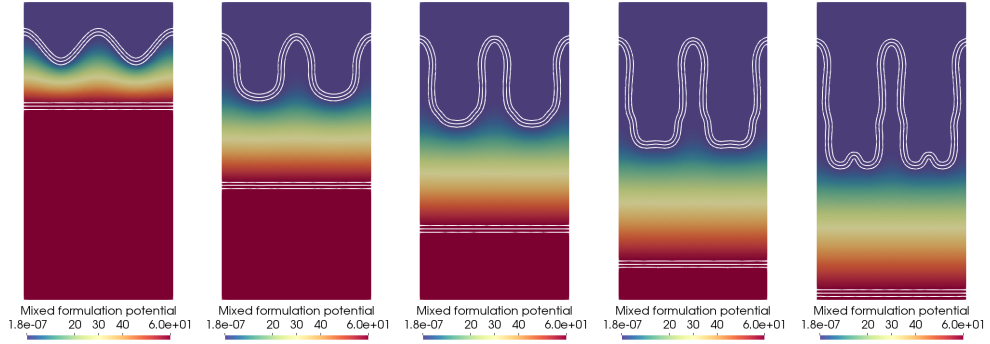 Mixed formulation potential Mixed formulation potential Mixed formulation potential Mixed formulation potential Mixed formulation potential
1.8e-07 20 30 40 6.0e+01 1.8e-07 20 30 40 6.0e+01 1.8e-07 20 30 40 6.0e+01 1.8e-07 20 30 40 6.0e+01 1.8e-07 20 30 40 6.0e+01